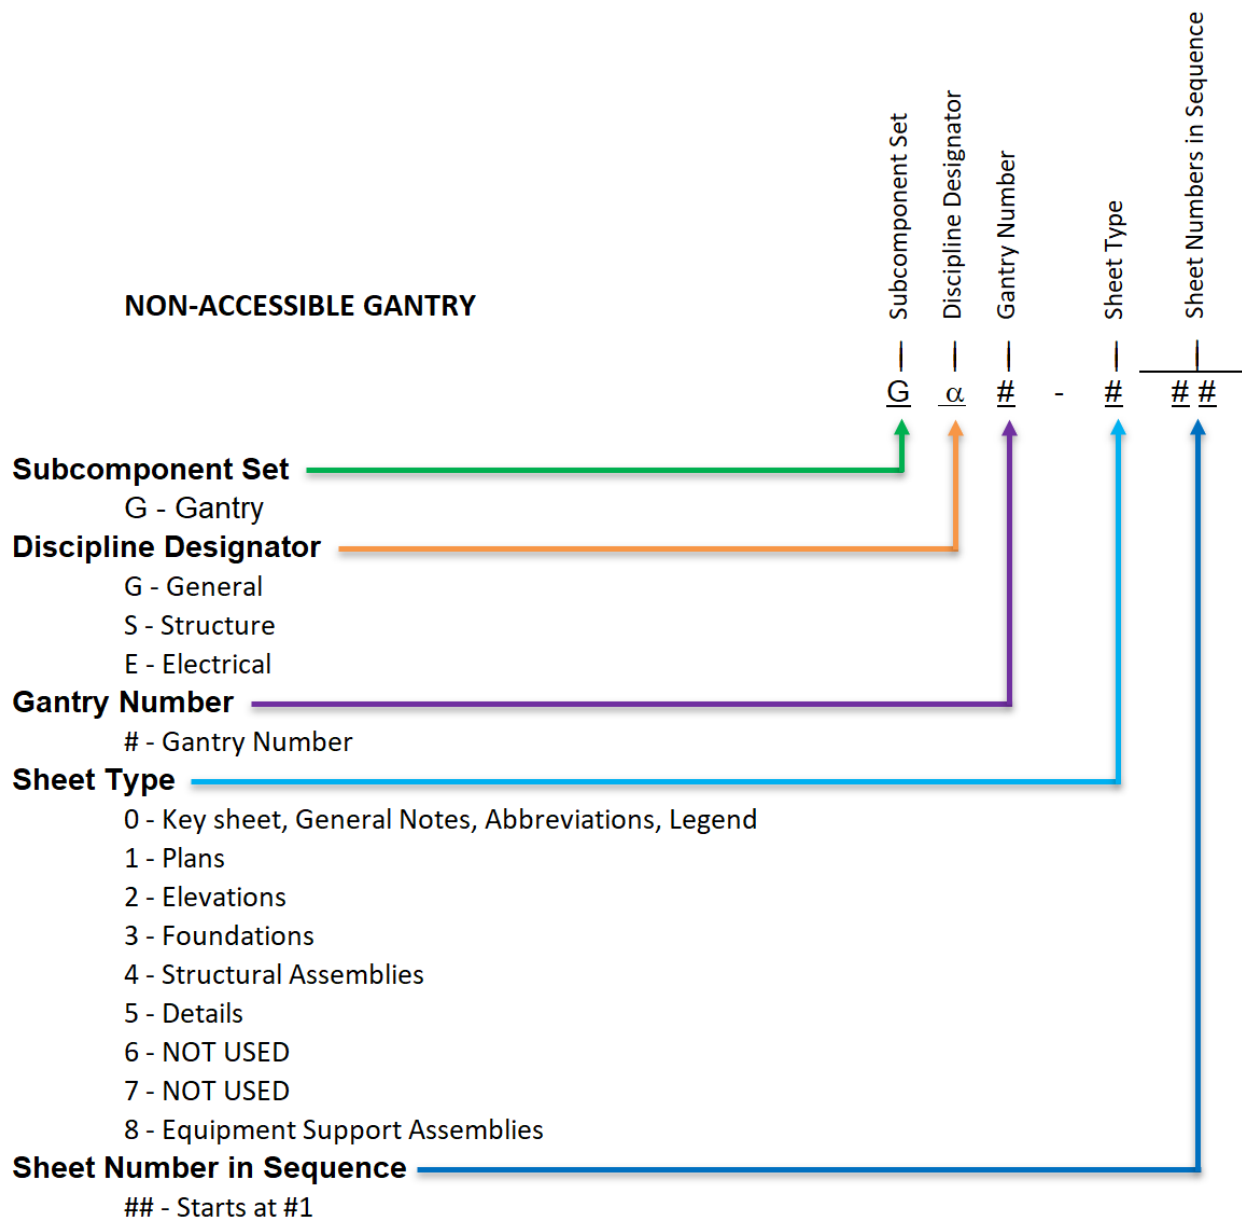 Subcomponent Set
Discipline Designator
Gantry Number
Sheet Type
Sheet Numbers in Sequence
NON-ACCESSIBLE GANTRY
G α # - # # #
Subcomponent Set
G - Gantry
Discipline Designator
G - General
S - Structure
E - Electrical
Gantry Number
# - Gantry Number
Sheet Type
0 - Key sheet, General Notes, Abbreviations, Legend
1 - Plans
2 - Elevations
3 - Foundations
4 - Structural Assemblies
5 - Details
6 - NOT USED
7 - NOT USED
8 - Equipment Support Assemblies
Sheet Number in Sequence
## - Starts at #1